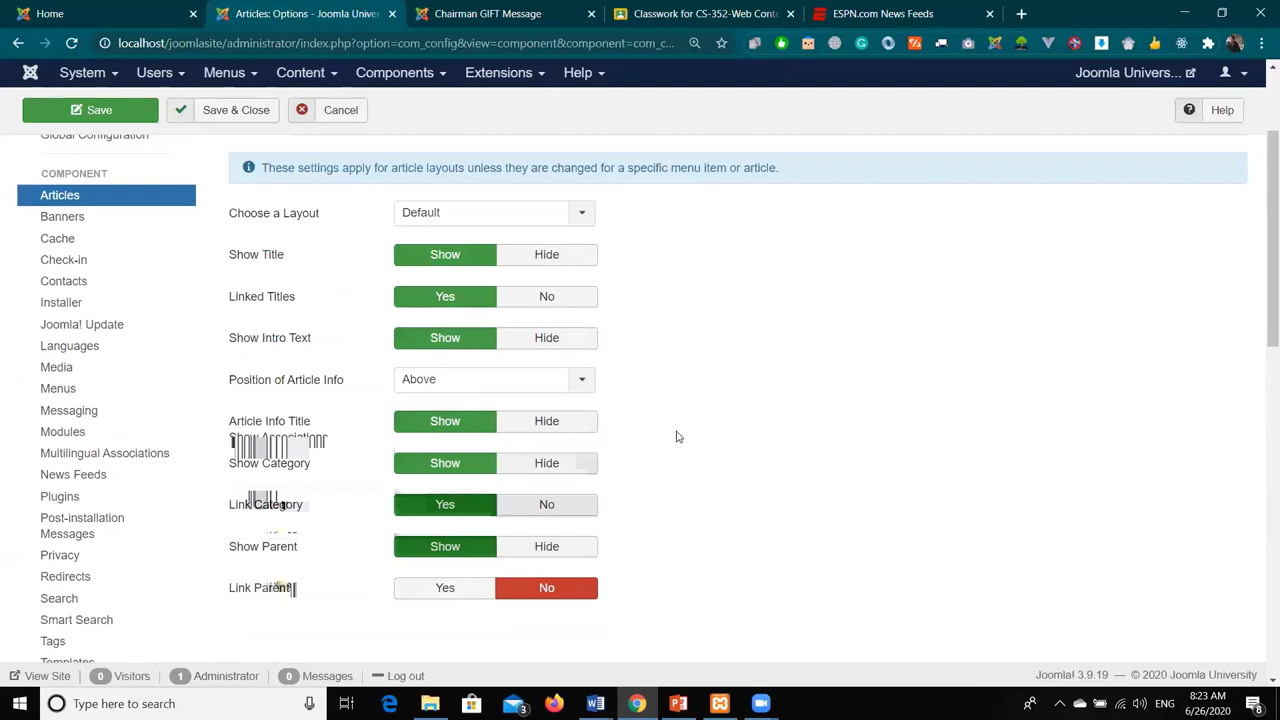 Home
Articles: Options - Joomla Univer
Chairman GIFT Message
Classwork for CS-352-Web Cont
ESPN.com News Feeds
localhost/joomlasite/administrator/index.php?option=com_config&view=component&component=com_c...
System Users Menus Content Components Extensions Help Joomla Univers...
Save Save & Close Cancel Help
Global Configuration
COMPONENT
Articles
Banners
Cache
Check-in
Contacts
Installer
Joomla! Update
Languages
Media
Menus
Messaging
Modules
Multilingual Associations
News Feeds
Plugins
Post-installation
Messages
Privacy
Redirects
Search
Smart Search
Tags
Templates
These settings apply for article layouts unless they are changed for a specific menu item or article.
Choose a Layout Default
Show Title Show Hide
Linked Titles Yes No
Show Intro Text Show Hide
Position of Article Info Above
Article Info Title Show Hide
Show Associations
Show Category Show Hide
Link Category Yes No
Show Parent Show Hide
Link Parent Yes No
View Site 0 Visitors 1 Administrator 0 Messages Log out Joomla! 3.9.19 — © 2020 Joomla University
Type here to search
3
ENG
8:23 AM
6/26/2020
8